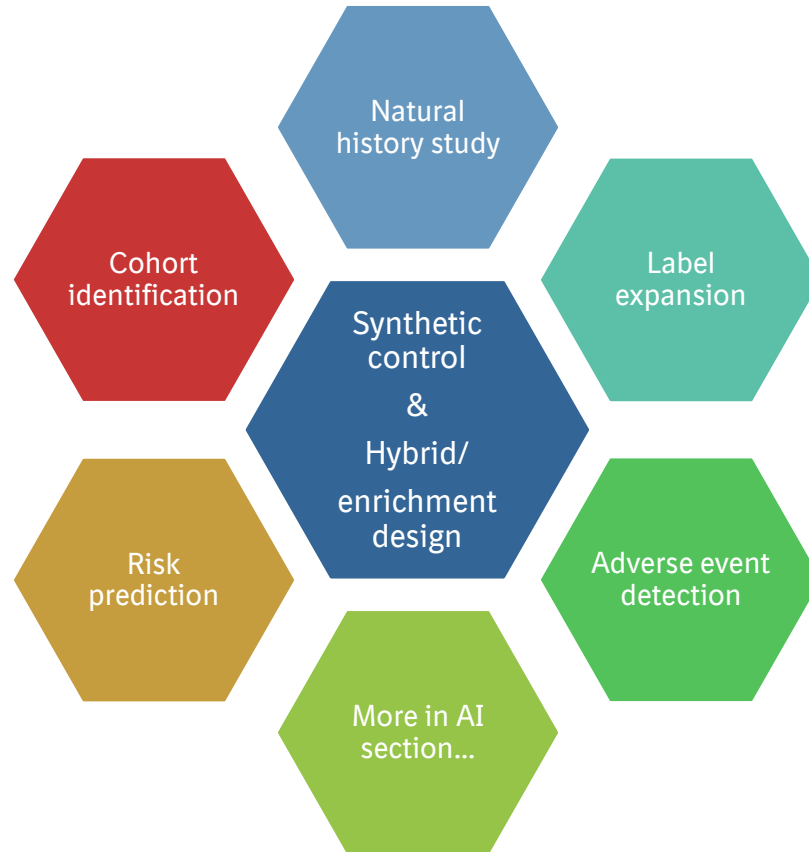 Natural
history study
Cohort
identification
Label
expansion
Synthetic
control
&
Hybrid/
enrichment
design
Risk
prediction
Adverse event
detection
More in AI
section...